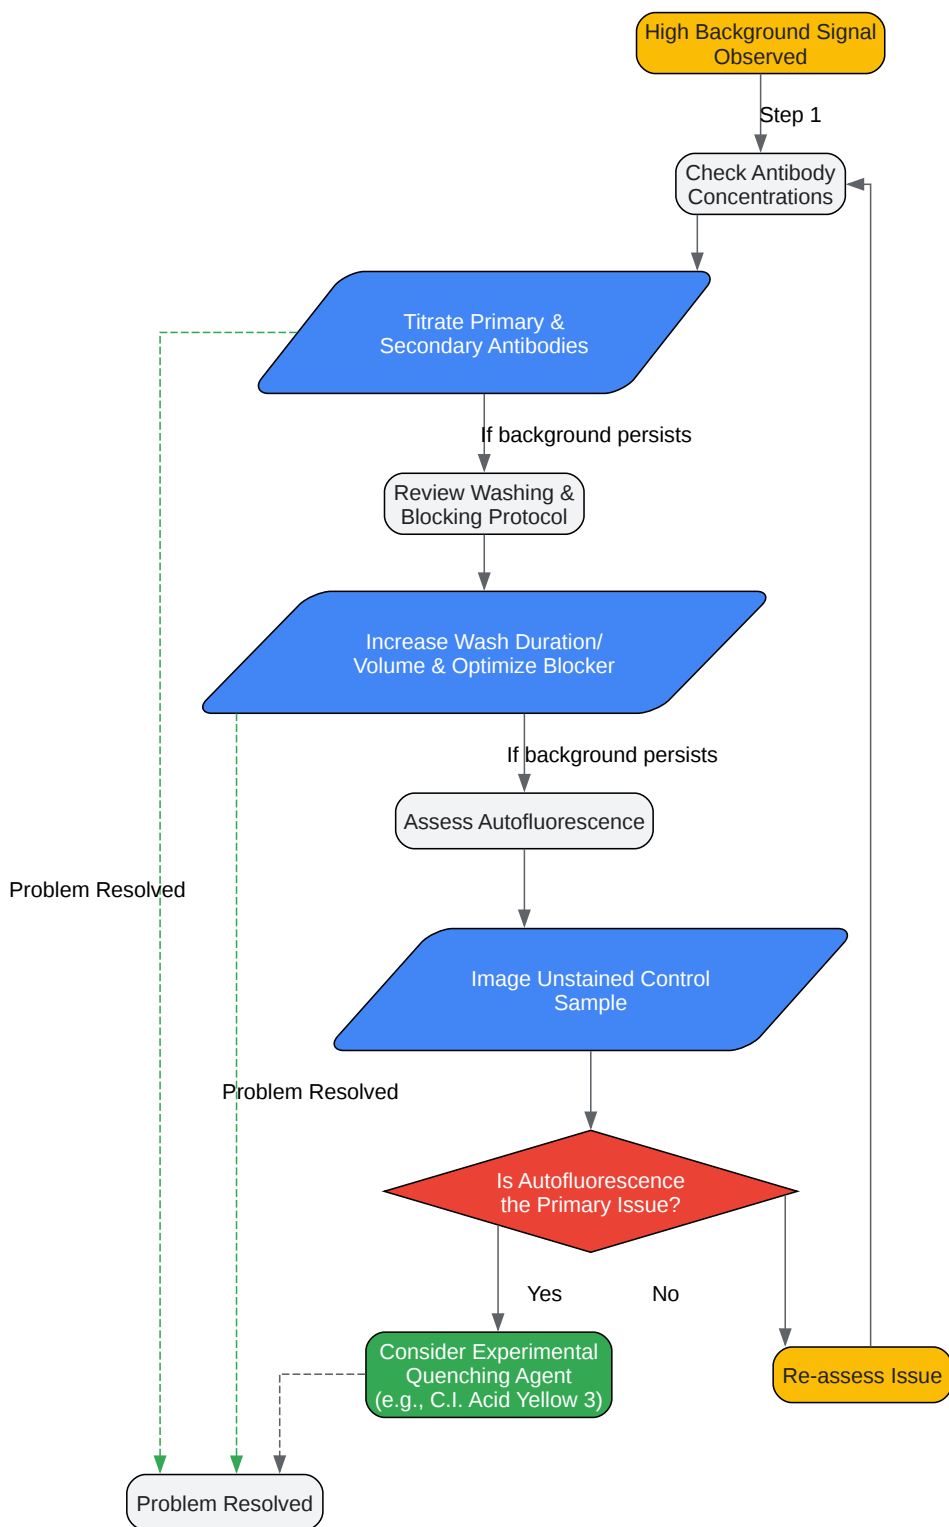 High Background Signal
Observed
Step 1
Check Antibody
Concentrations
Titrate Primary &
Secondary Antibodies
If background persists
Review Washing &
Blocking Protocol
Increase Wash Duration/
Volume & Optimize Blocker
If background persists
Assess Autofluorescence
Problem Resolved
Image Unstained Control
Sample
Problem Resolved
Is Autofluorescence
the Primary Issue?
Yes
No
Consider Experimental
Quenching Agent
(e.g., C.I. Acid Yellow 3)
Re-assess Issue
Problem Resolved